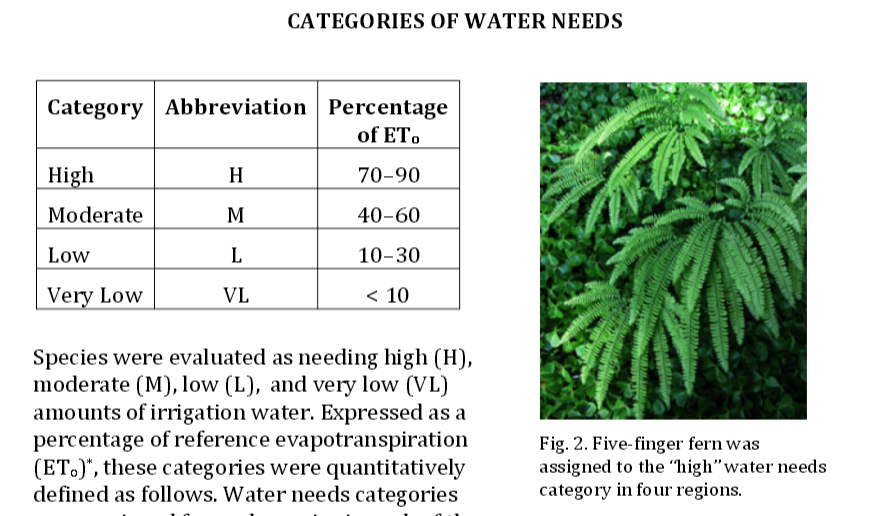 CATEGORIES OF WATER NEEDS
Category Abbreviation Percentage
of ETₒ
High H 70–90
Moderate M 40–60
Low L 10–30
Very Low VL < 10
Species were evaluated as needing high (H),
moderate (M), low (L), and very low (VL)
amounts of irrigation water. Expressed as a
percentage of reference evapotranspiration
(ETₒ)*, these categories were quantitatively
defined as follows. Water needs categories
Fig. 2. Five-finger fern was
assigned to the "high" water needs
category in four regions.